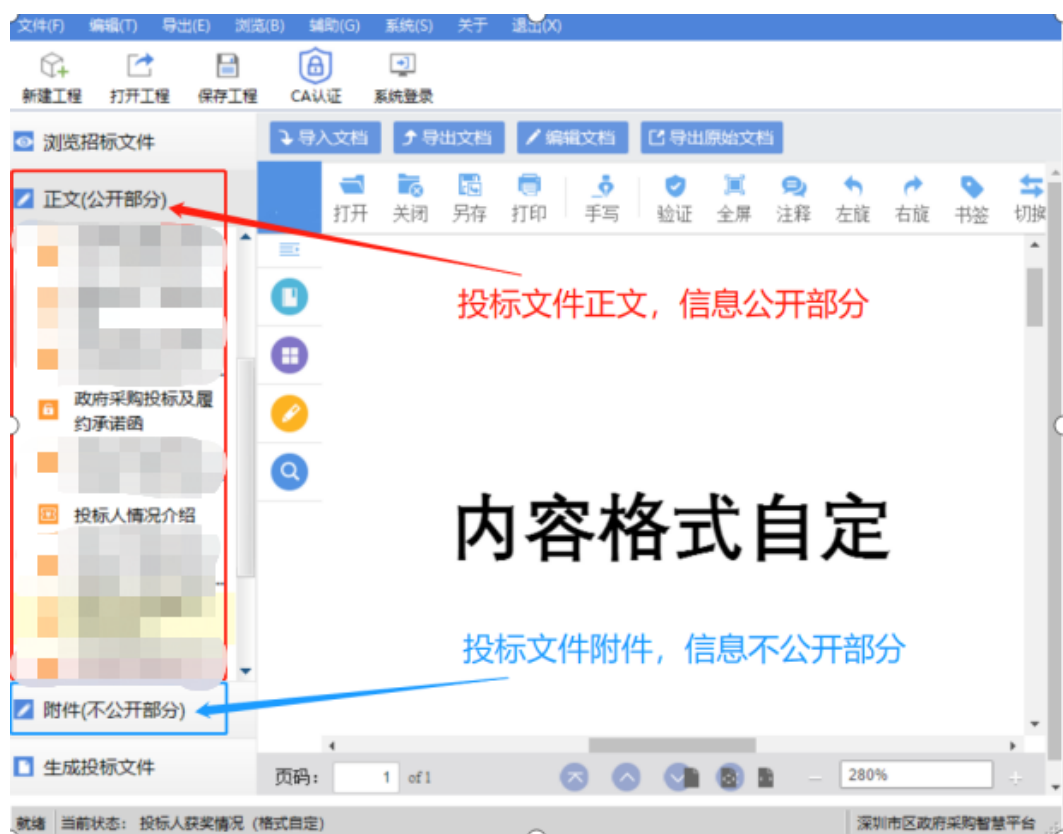 文件(F) 编辑(T) 导出(E) 浏览(B) 辅助(G) 系统(S) 关于 退出(X)
新建工程 打开工程 保存工程 CA认证 系统登录
浏览招标文件
导入文档 导出文档 编辑文档 导出原始文档
正文(公开部分)
打开 关闭 另存 打印 手写 验证 全屏 注释 左旋 右旋 书签 切换
投标文件正文，信息公开部分
政府采购投标及履
约承诺函
投标人情况介绍
内容格式自定
投标文件附件，信息不公开部分
附件(不公开部分)
生成投标文件
页码： 1 of1 280%
就绪 当前状态：投标人获奖情况（格式自定） 深圳市区政府采购智慧平台